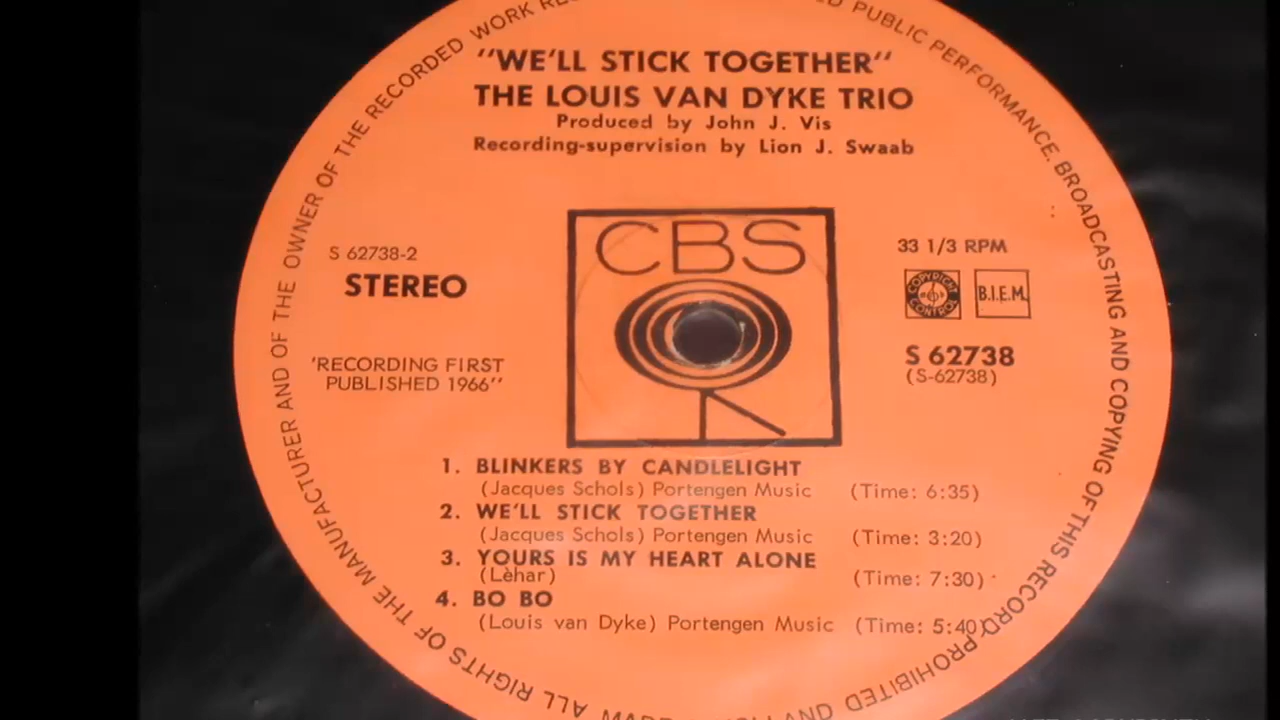 "WE'LL STICK TOGETHER"
THE LOUIS VAN DYKE TRIO
Produced by John J. Vis
Recording-supervision by Lion J. Swaab
S 62738-2
STEREO
'RECORDING FIRST
PUBLISHED 1966''
CBS
33 1/3 RPM
COPYRIGHT
CONTROL
B.I.E.M.
S 62738
(S-62738)
1. BLINKERS BY CANDLELIGHT
(Jacques Schols) Portengen Music (Time: 6:35)
2. WE'LL STICK TOGETHER
(Jacques Schols) Portengen Music (Time: 3:20)
3. YOURS IS MY HEART ALONE
(Lèhar) (Time: 7:30)
4. BO BO
(Louis van Dyke) Portengen Music (Time: 5:40)
ALL RIGHTS OF THE MANUFACTURER AND OF THE OWNER OF THE RECORDED WORK
PUBLIC PERFORMANCE, BROADCASTING AND COPYING OF THIS RECORD PROHIBITED